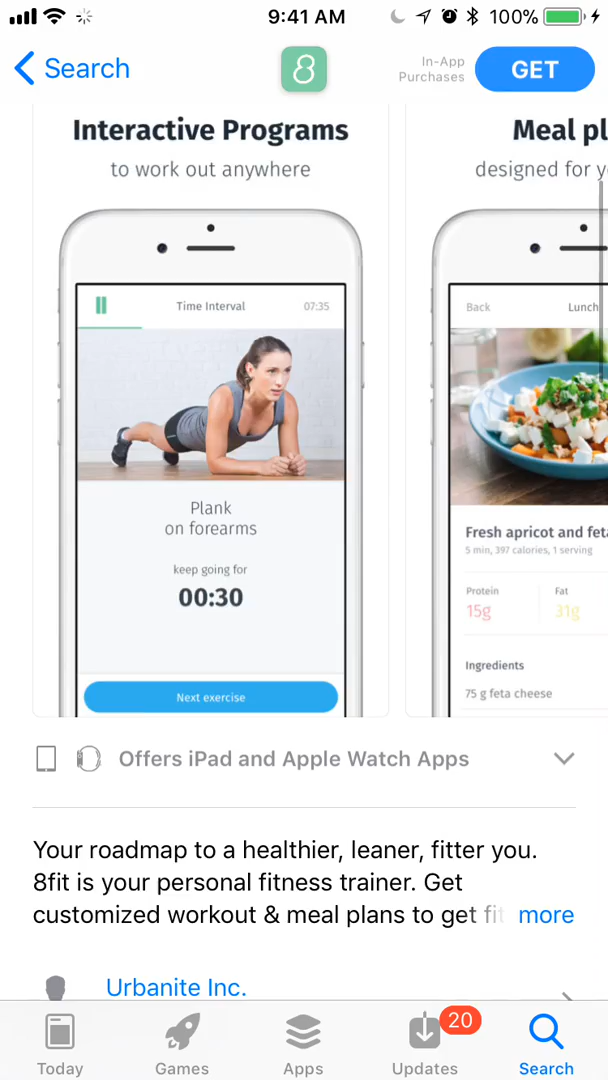 9:41 AM
100%
Search
In-App
Purchases
GET
Interactive Programs
to work out anywhere
Time Interval
07:35
Plank
on forearms
keep going for
00:30
Next exercise
Meal pl
designed for y
Back
Lunch
Fresh apricot and feta
5 min, 397 calories, 1 serving
Protein
Fat
15g
31g
Ingredients
75 g feta cheese
Offers iPad and Apple Watch Apps
Your roadmap to a healthier, leaner, fitter you.
8fit is your personal fitness trainer. Get
customized workout & meal plans to get fit more
Urbanite Inc.
20
Today
Games
Apps
Updates
Search